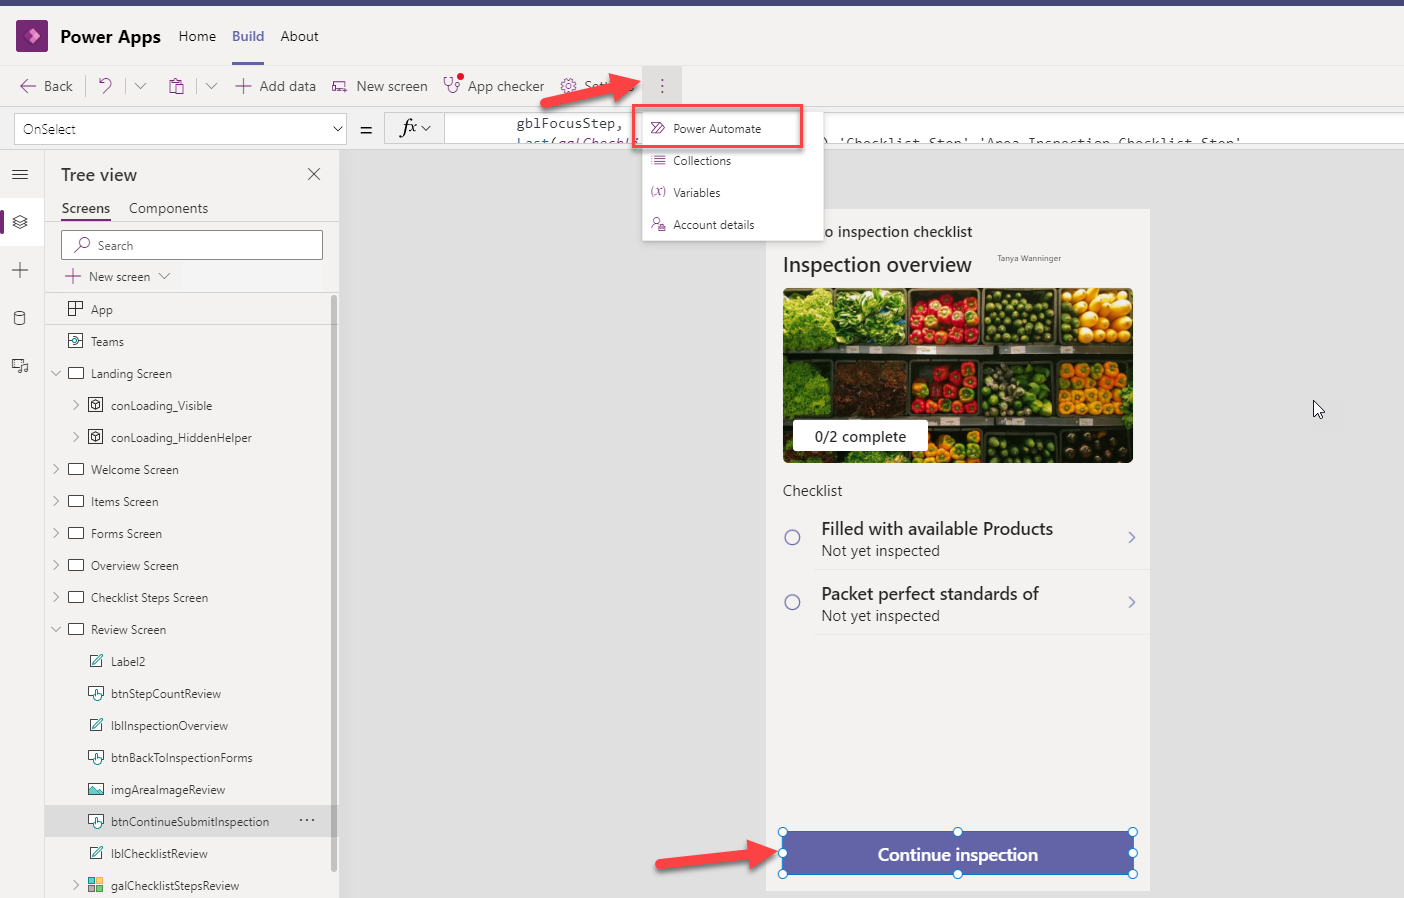 Power Apps Home Build About
Back Add data New screen App checker
OnSelect = fx gblFocusStep,
Power Automate
Collections
Variables
Account details
Tree view
Screens Components
Search
New screen
App
Teams
Landing Screen
conLoading_Visible
conLoading_HiddenHelper
Welcome Screen
Items Screen
Forms Screen
Overview Screen
Checklist Steps Screen
Review Screen
Label2
btnStepCountReview
lblInspectionOverview
btnBackToInspectionForms
imgAreaImageReview
btnContinueSubmitInspection ...
lblChecklistReview
galChecklistStepsReview
inspection checklist
Inspection overview Tanya Wanninger
0/2 complete
Checklist
Filled with available Products
Not yet inspected
Packet perfect standards of
Not yet inspected
Continue inspection